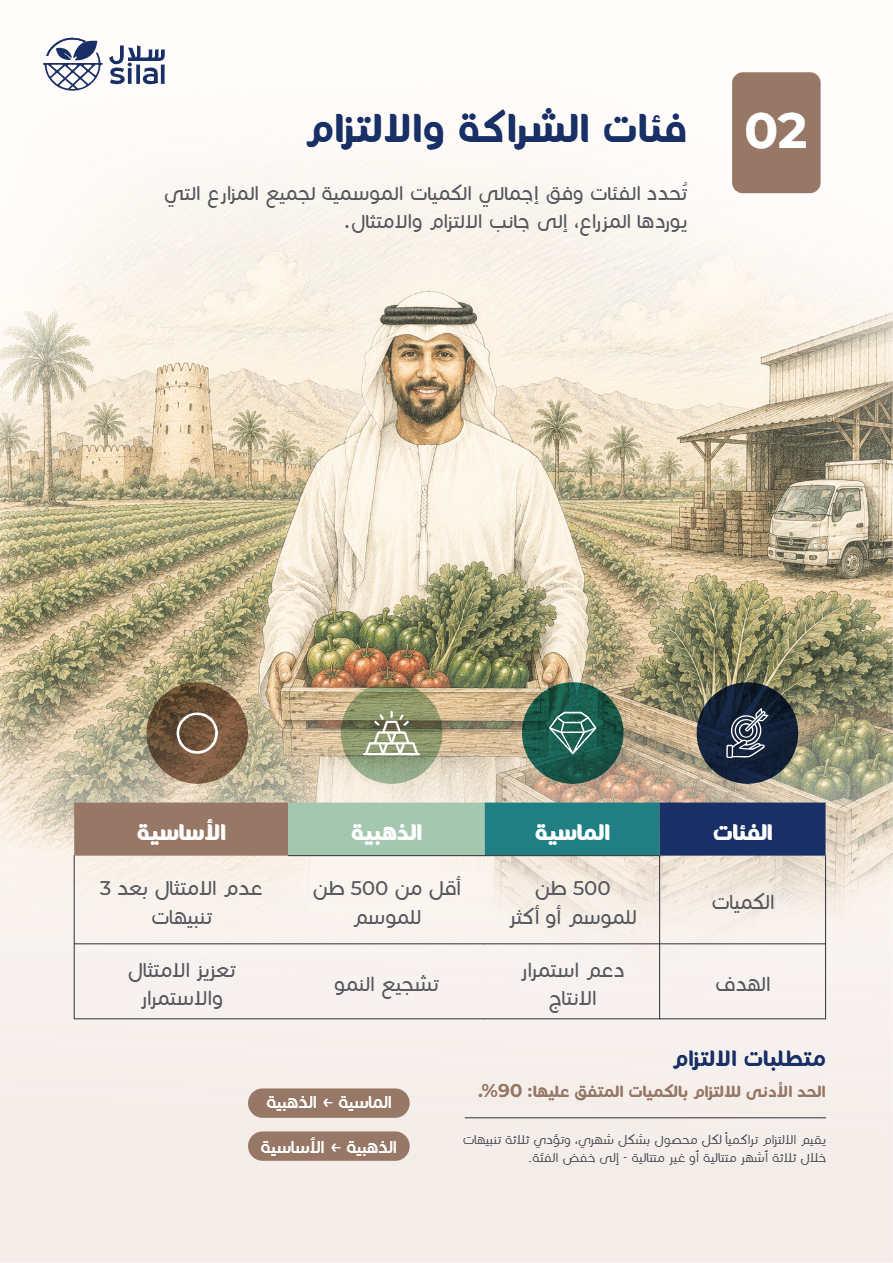 سلال
silal
02
فئات الشراكة والالتزام
تُحدد الفئات وفق إجمالي الكميات الموسمية لجميع المزارع التي
يوردها المزراع، إلى جانب الالتزام والامتثال.
الفئات
الماسية
الذهبية
الأساسية
الكميات
500 طن
للموسم أو أكثر
أقل من 500 طن
للموسم
عدم الامتثال بعد 3
تنبيهات
الهدف
دعم استمرار
الانتاج
تشجيع النمو
تعزيز الامتثال
والاستمرار
متطلبات الالتزام
الحد الأدنى للالتزام بالكميات المتفق عليها: 90%.
يقيم الالتزام تراكمياً لكل محصول بشكل شهري، وتؤدي ثلاثة تنبيهات
خلال ثلاثة أشهر متتالية أو غير متتالية - إلى خفض الفئة.
الماسية ← الذهبية
الذهبية ← الأساسية